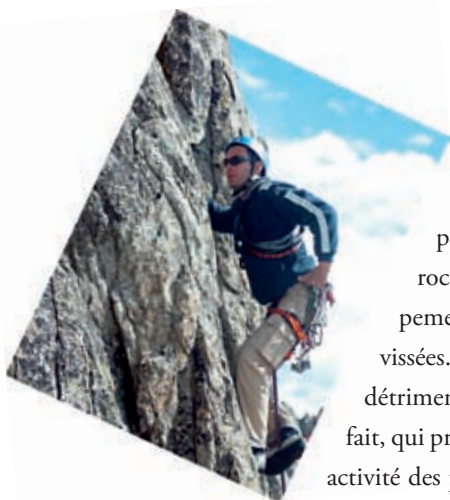 p
roc
peme
vissées.
détrimen
fait, qui pr
activité des